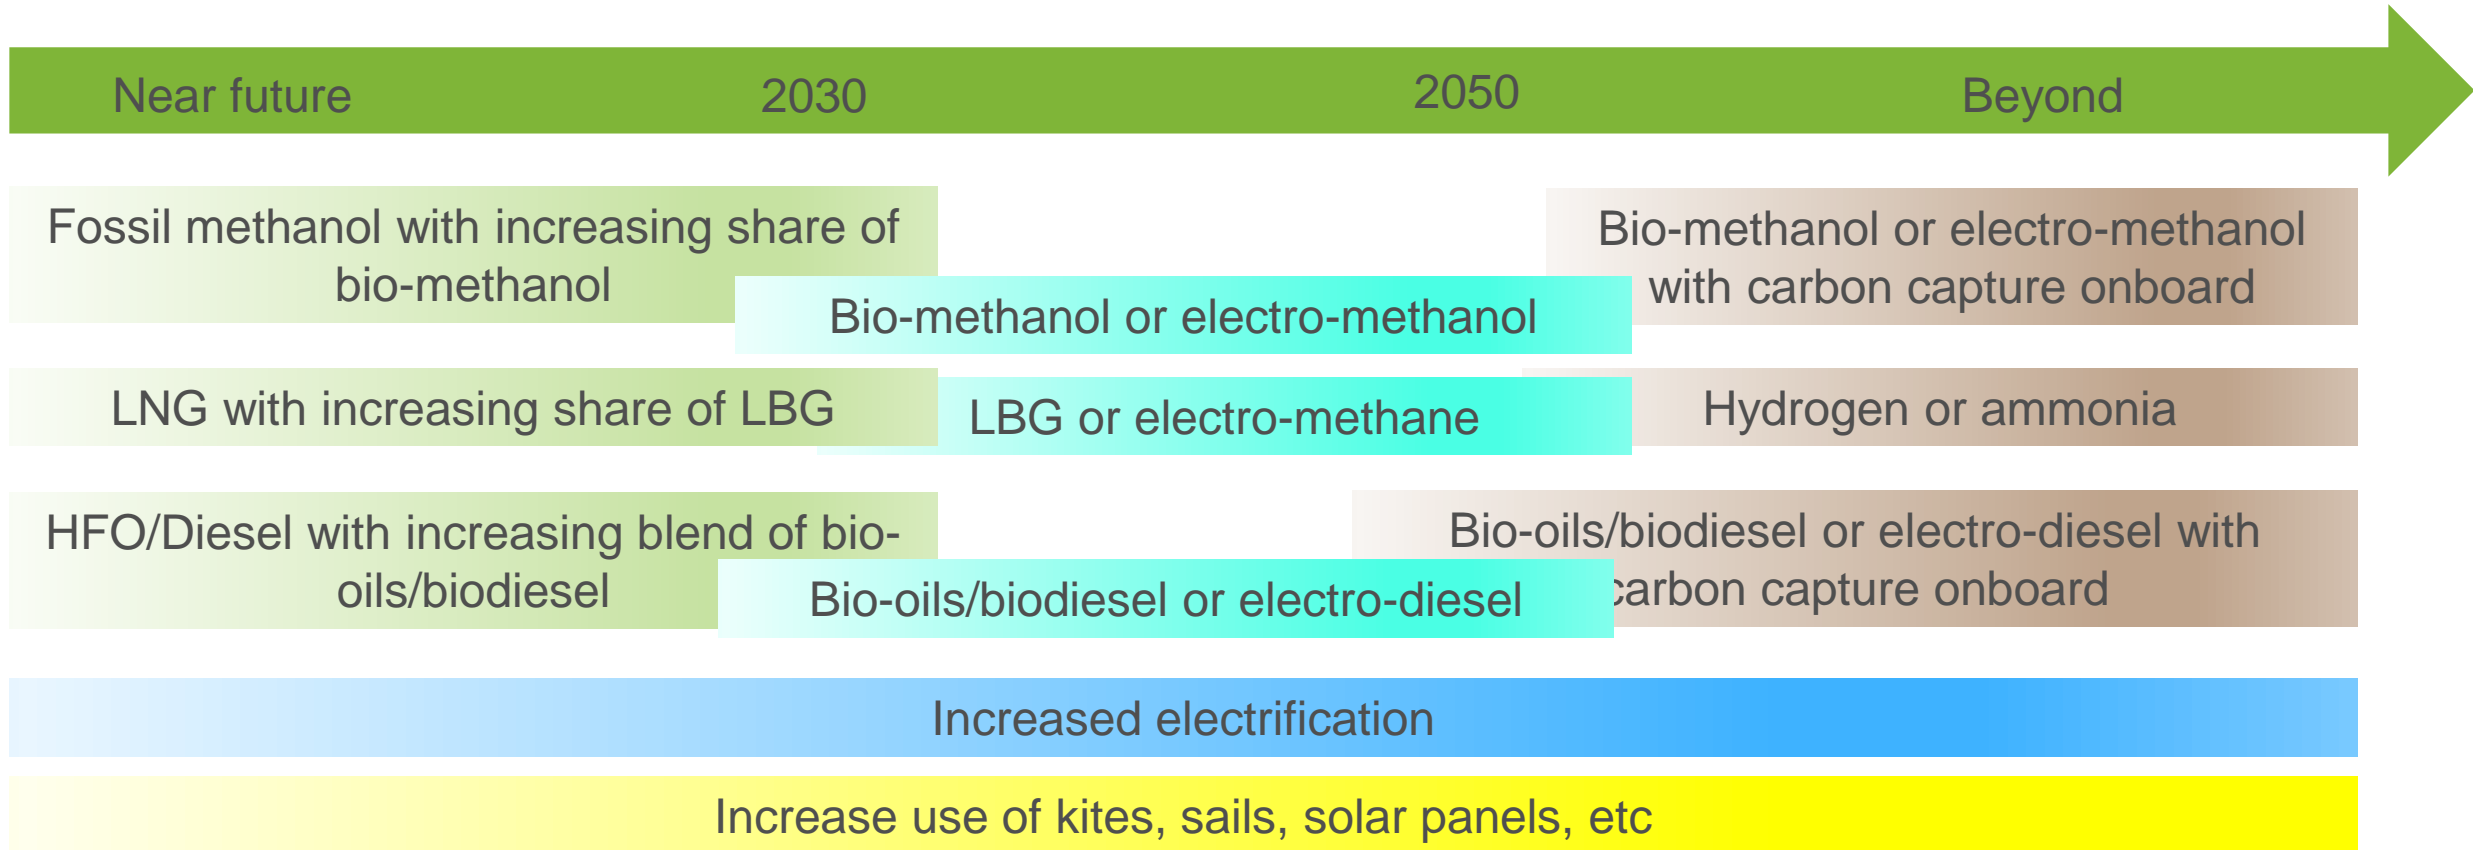 Near future
2030
2050
Beyond
Fossil methanol with increasing share of
bio-methanol
Bio-methanol or electro-methanol
Bio-methanol or electro-methanol
with carbon capture onboard
LNG with increasing share of LBG
LBG or electro-methane
Hydrogen or ammonia
HFO/Diesel with increasing blend of bio-
oils/biodiesel
Bio-oils/biodiesel or electro-diesel
Bio-oils/biodiesel or electro-diesel with
carbon capture onboard
Increased electrification
Increase use of kites, sails, solar panels, etc